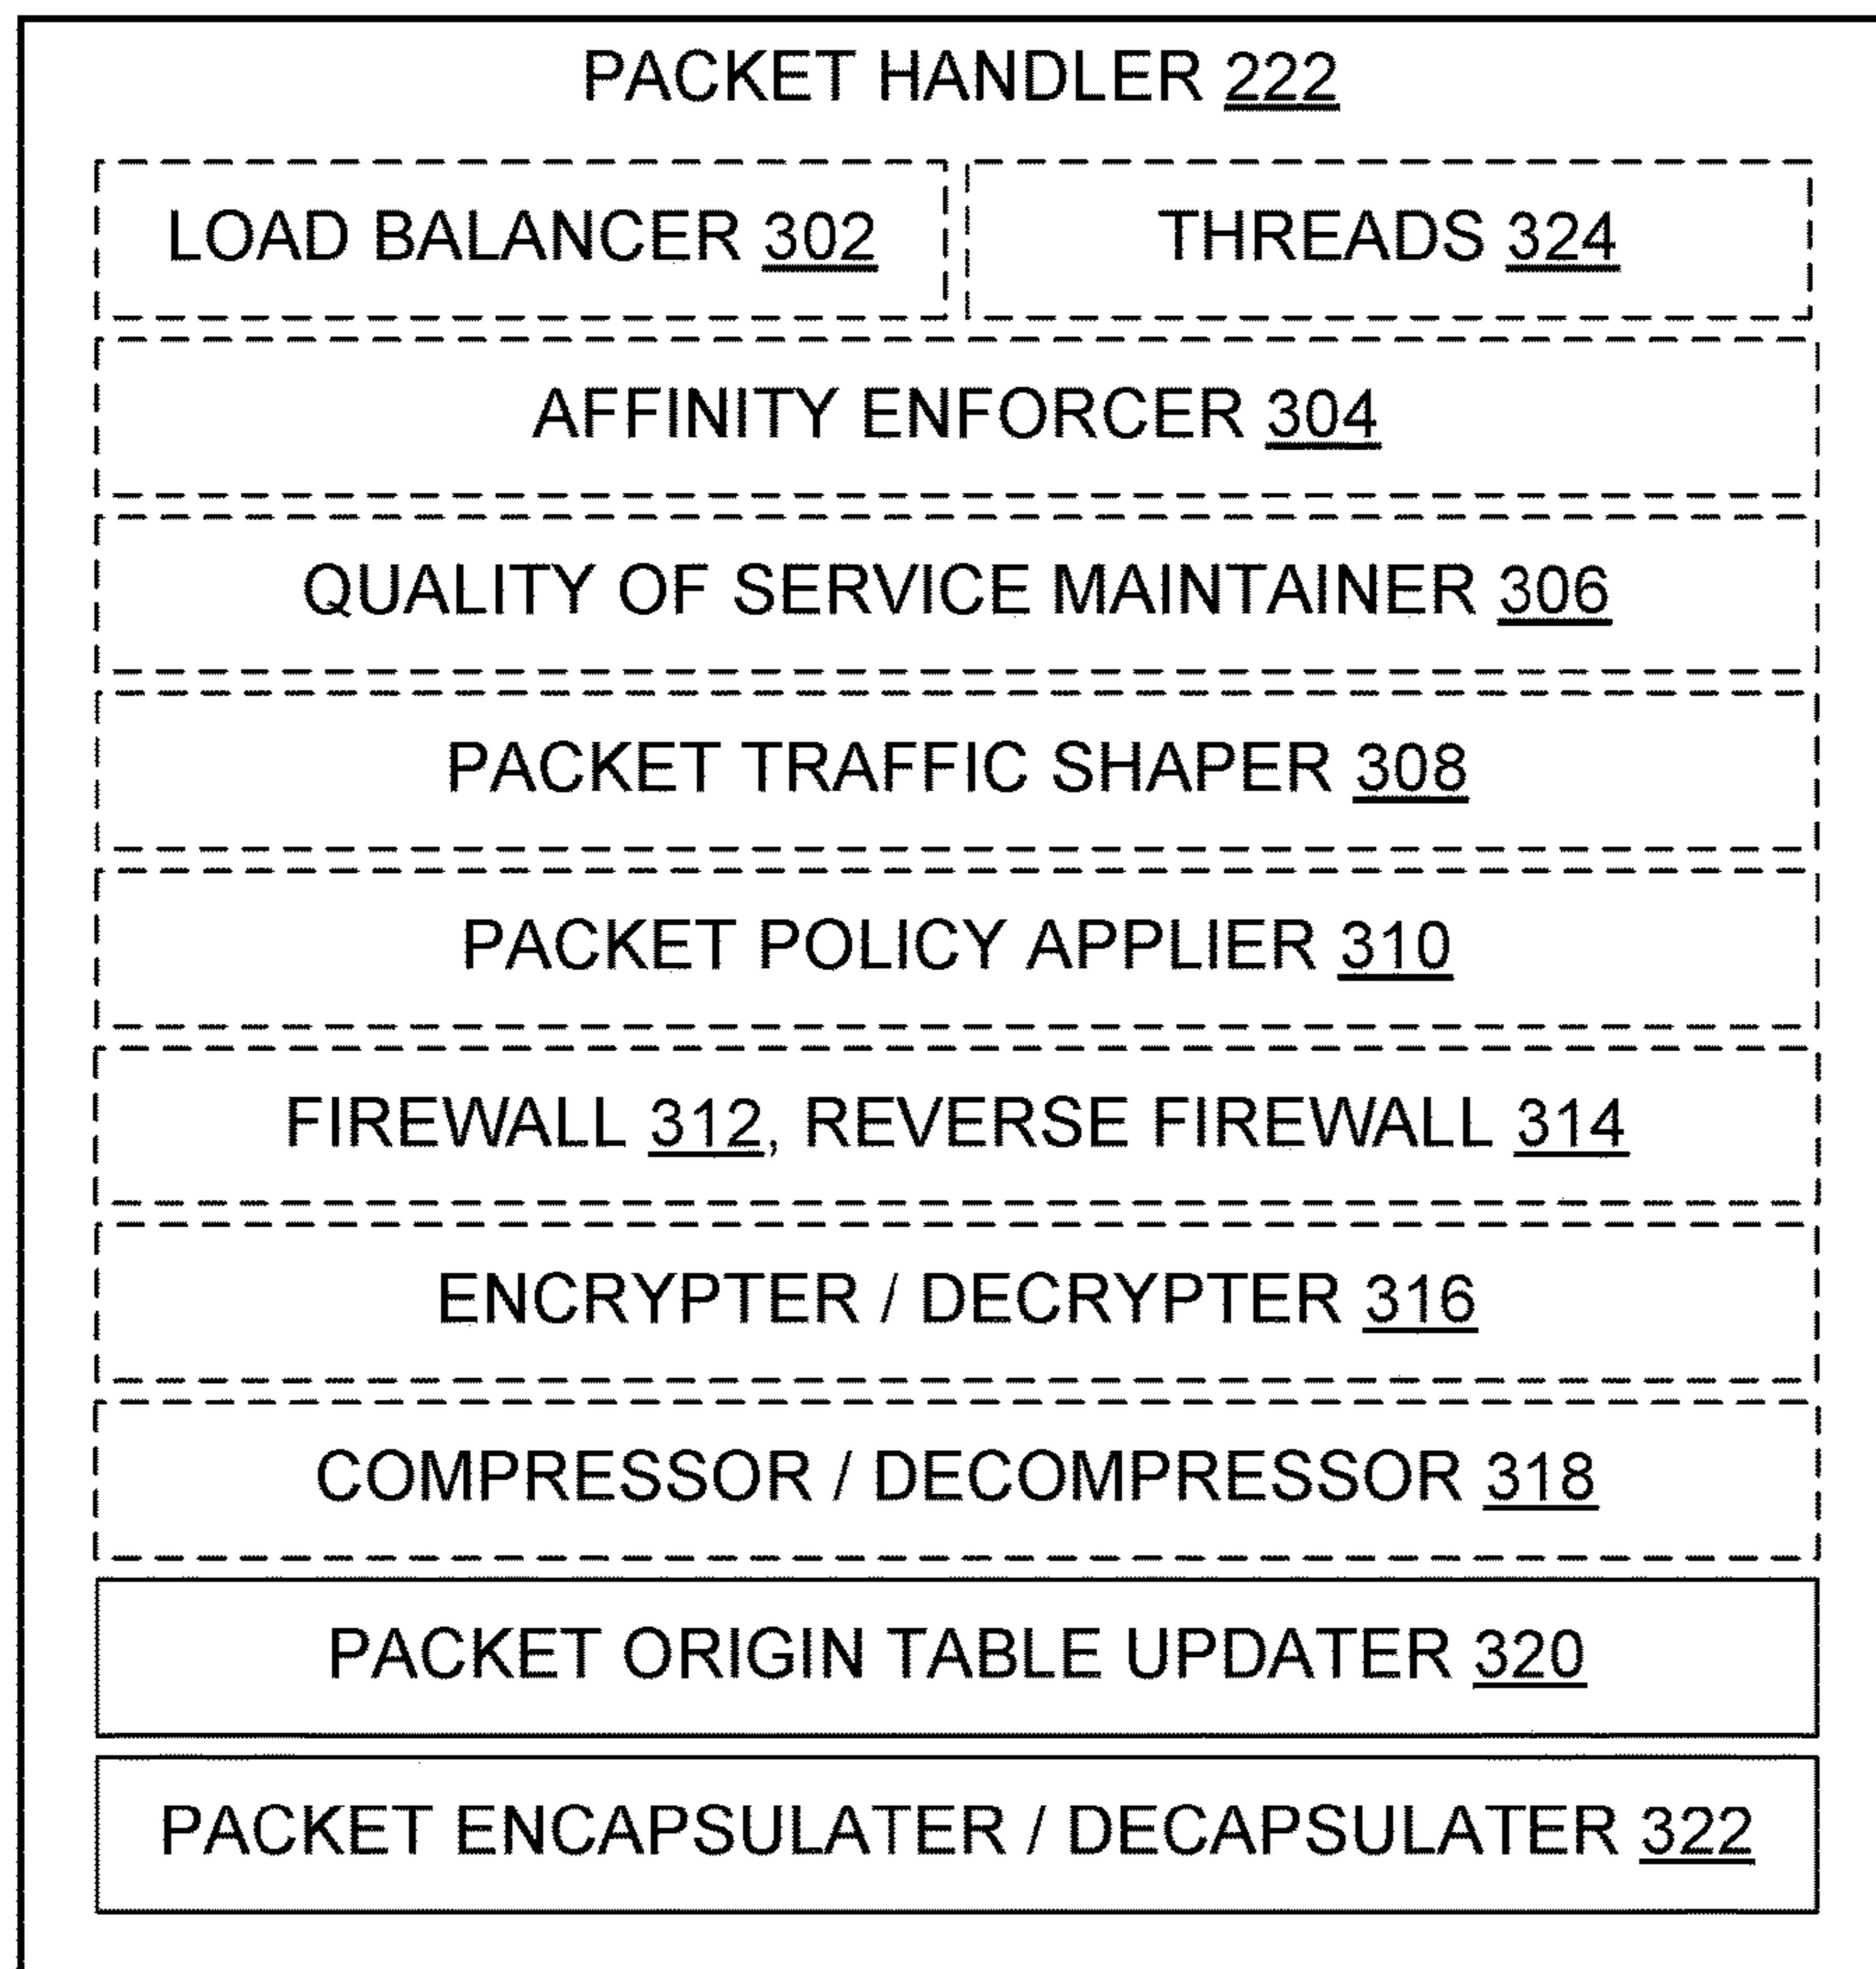 PACKET HANDLER 222
LOAD BALANCER 302
THREADS 324
AFFINITY ENFORCER 304
QUALITY OF SERVICE MAINTAINER 306
PACKET TRAFFIC SHAPER 308
PACKET POLICY APPLIER 310
FIREWALL 312, REVERSE FIREWALL 314
ENCRYPTER / DECRYPTER 316
COMPRESSOR / DECOMPRESSOR 318
PACKET ORIGIN TABLE UPDATER 320
PACKET ENCAPSULATER / DECAPSULATER 322